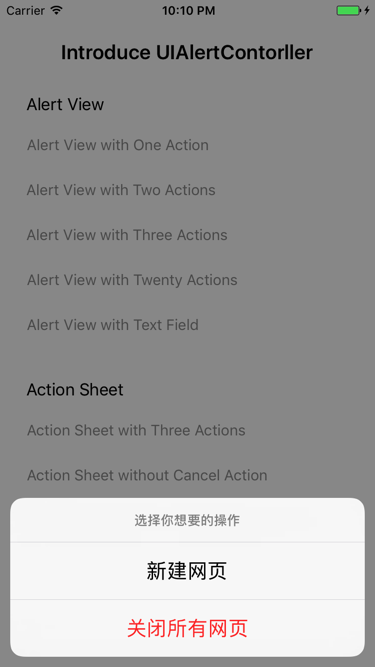 Carrier 10:10 PM
Introduce UIAlertContorller
Alert View
Alert View with One Action
Alert View with Two Actions
Alert View with Three Actions
Alert View with Twenty Actions
Alert View with Text Field
Action Sheet
Action Sheet with Three Actions
Action Sheet without Cancel Action
选择你想要的操作
新建网页
关闭所有网页